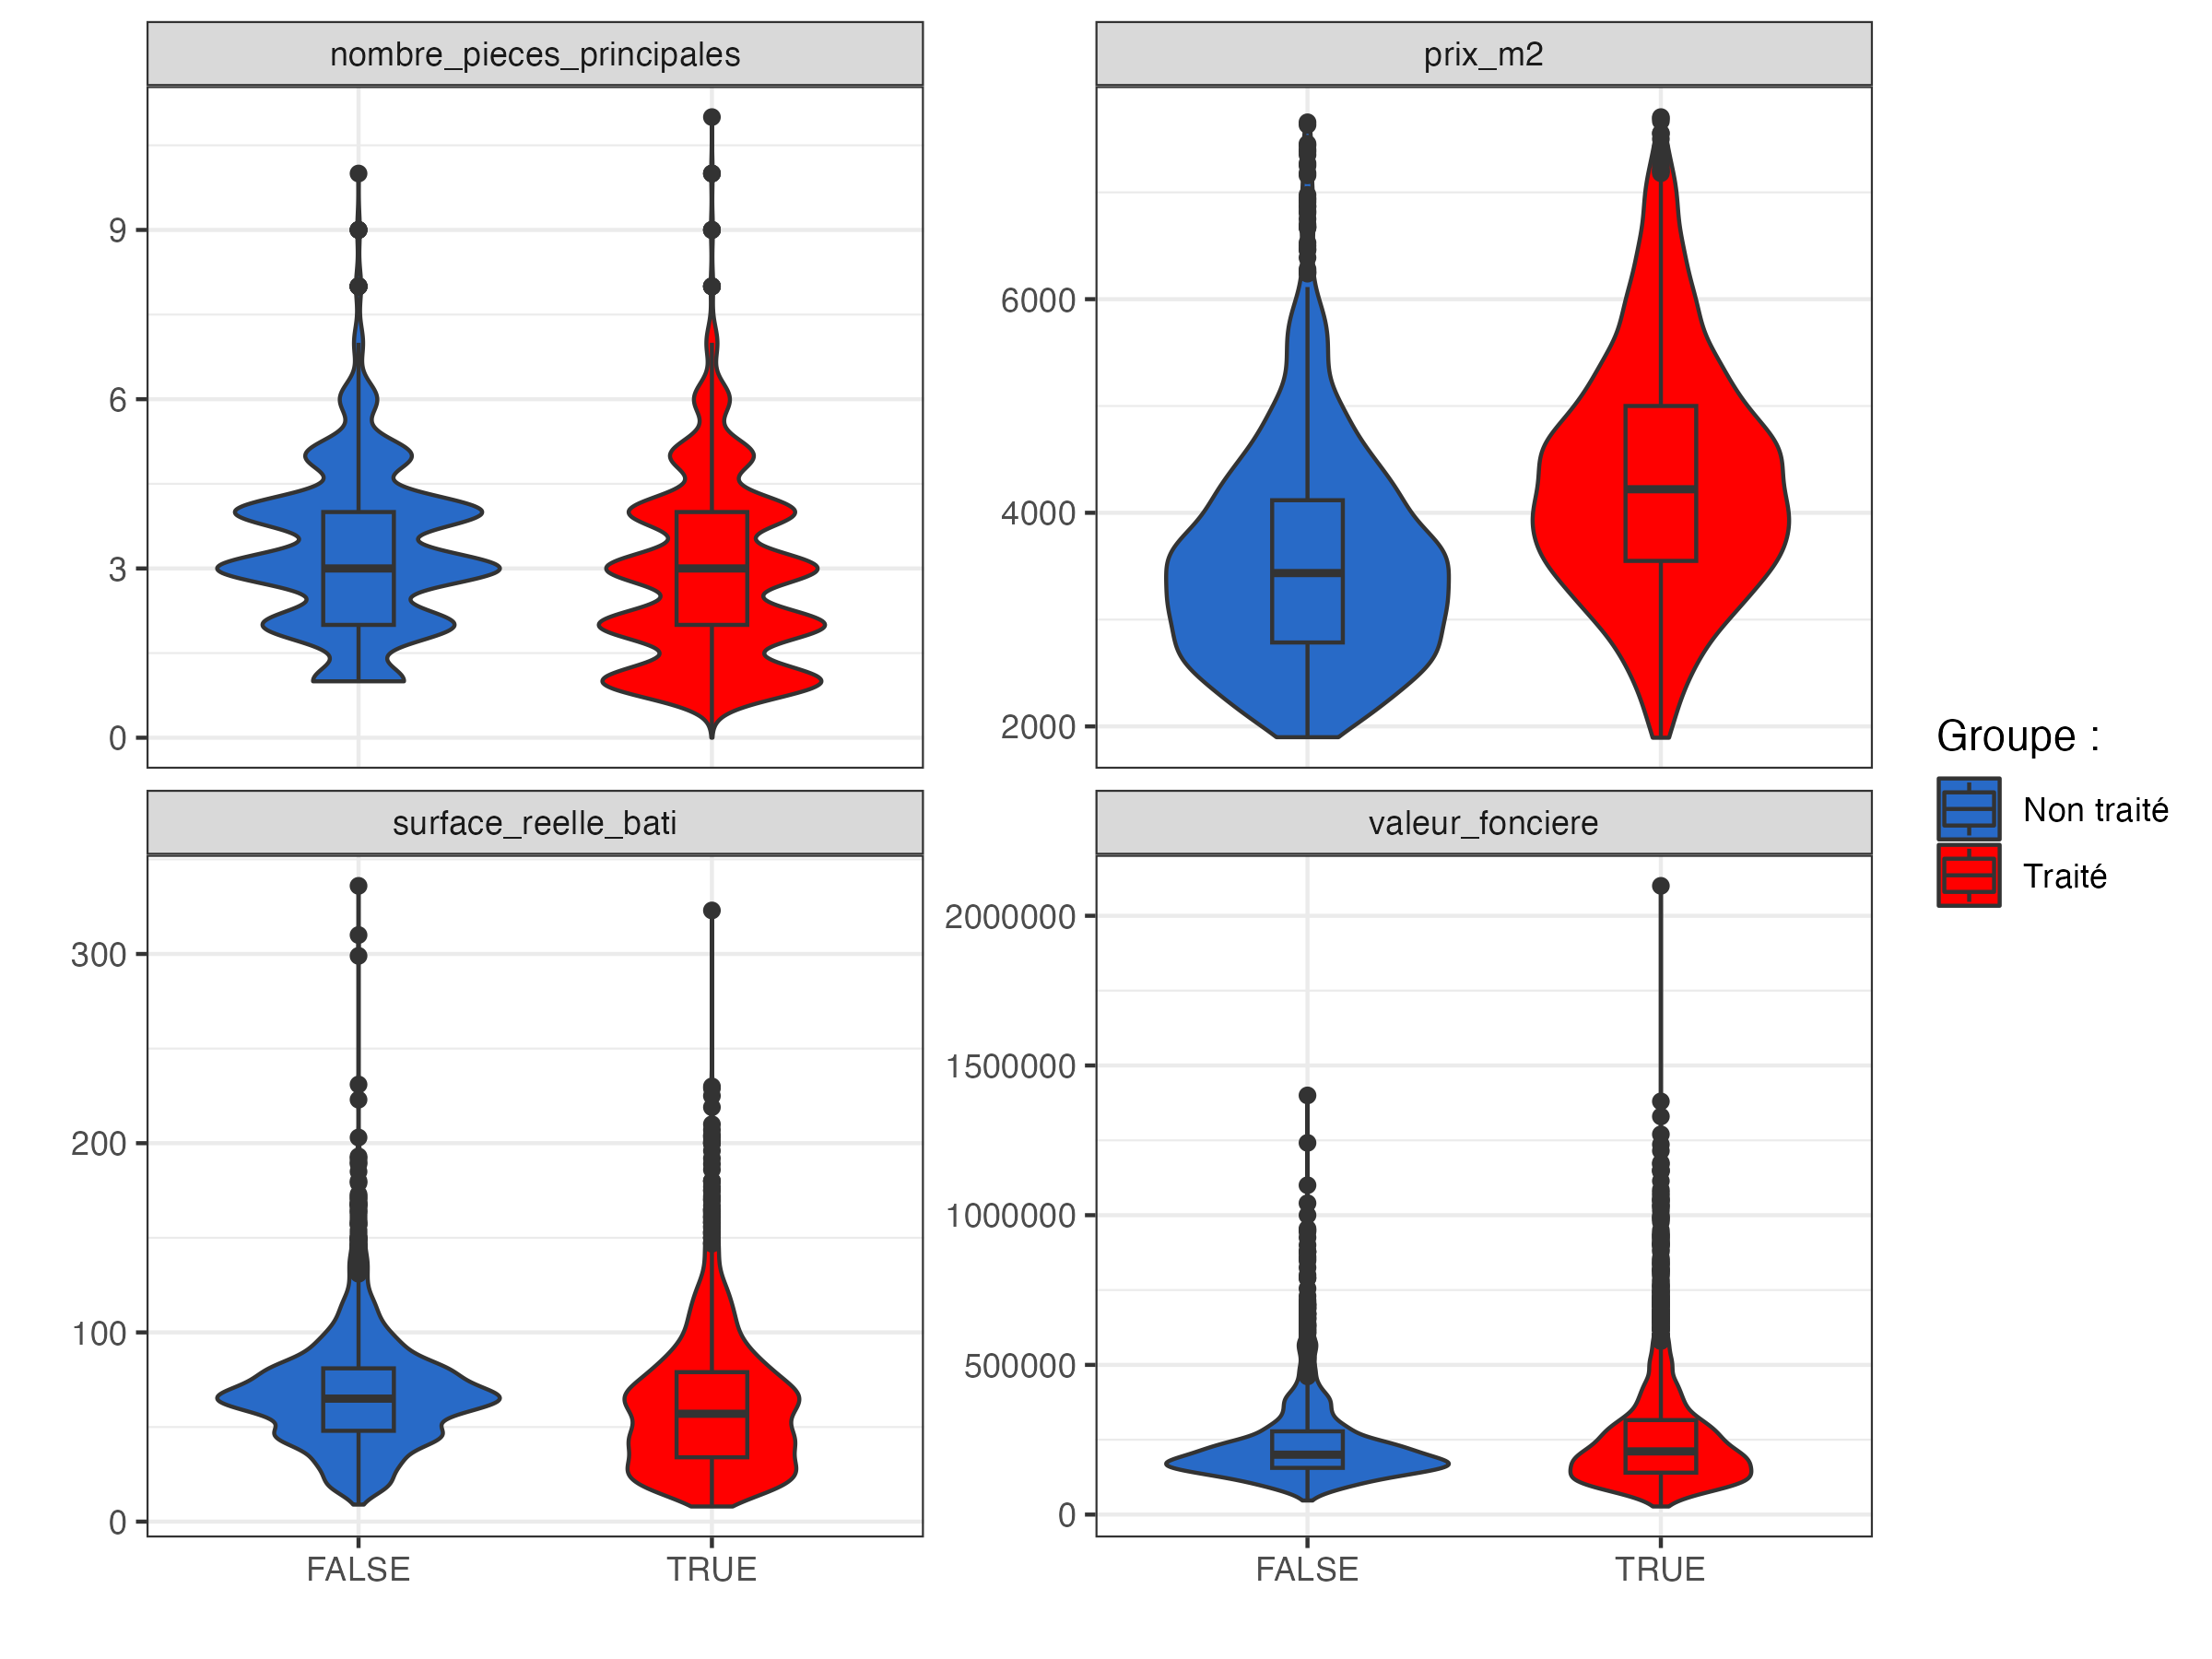 nombre_pieces_principales
prix_m2
9
6
3
0
6000
4000
2000
surface_reelle_bati
valeur_fonciere
300
200
100
0
2000000
1500000
1000000
500000
0
FALSE
TRUE
FALSE
TRUE
Groupe :
Non traité
Traité